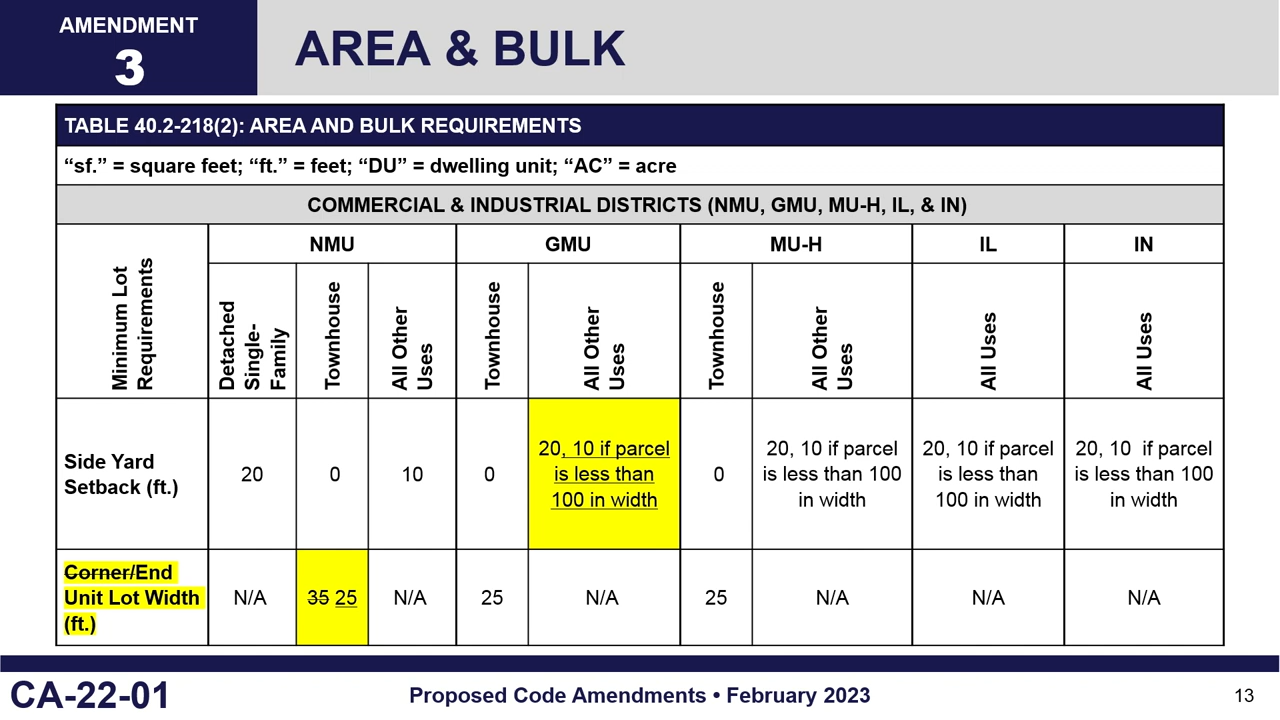 AMENDMENT
3
AREA & BULK
TABLE 40.2-218(2): AREA AND BULK REQUIREMENTS
“sf.” = square feet; “ft.” = feet; “DU” = dwelling unit; “AC” = acre
COMMERCIAL & INDUSTRIAL DISTRICTS (NMU, GMU, MU-H, IL, & IN)
Minimum Lot
Requirements
NMU
GMU
MU-H
IL
IN
Detached
Single-
Family
Townhouse
All Other
Uses
Townhouse
All Other
Uses
Townhouse
All Other
Uses
All Uses
All Uses
Side Yard
Setback (ft.)
20
0
10
0
20, 10 if parcel
is less than
100 in width
0
20, 10 if parcel
is less than 100
in width
20, 10 if parcel
is less than
100 in width
20, 10 if parcel
is less than 100
in width
Corner/End
Unit Lot Width
(ft.)
N/A
35 25
N/A
25
N/A
25
N/A
N/A
N/A
CA-22-01
Proposed Code Amendments • February 2023
13